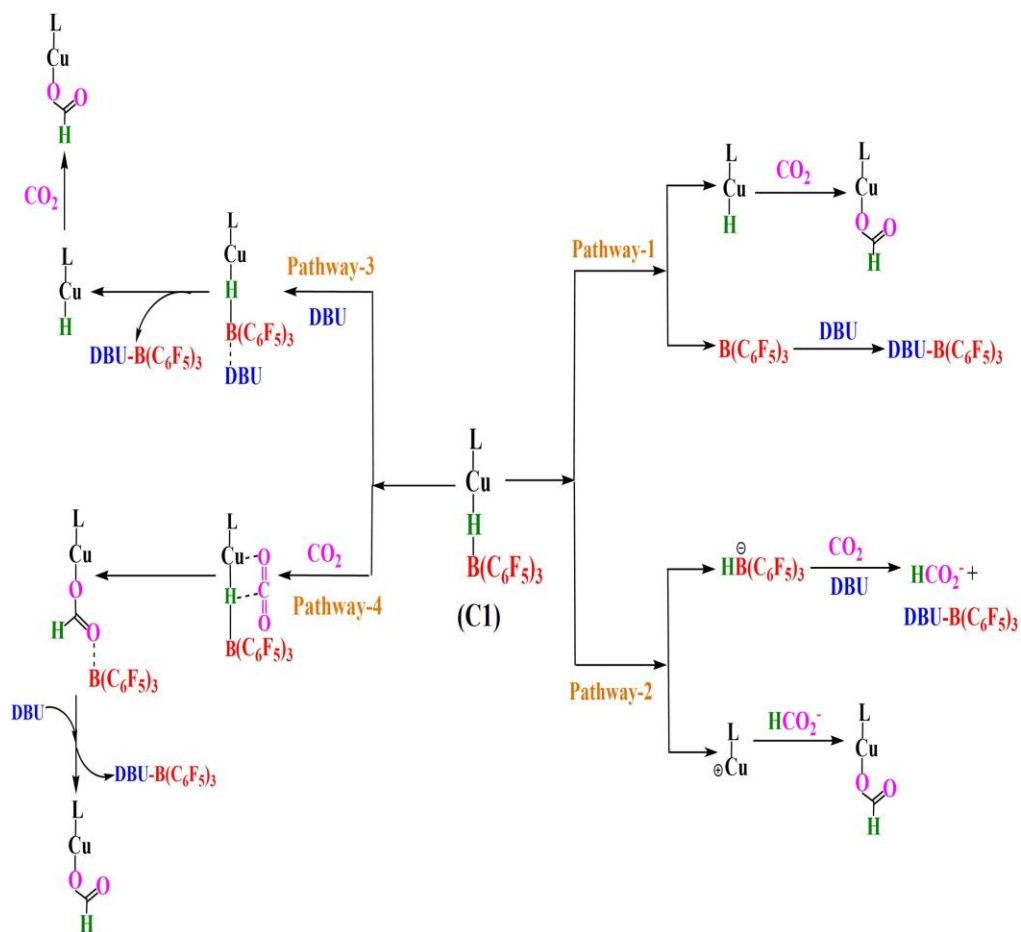 L
Cu
O O
H
CO₂
L
Cu
H
L
Cu
H
B(C₆F₅)₃
DBU
DBU-B(C₆F₅)₃
Pathway-3
DBU
L
Cu
H
CO₂
L
Cu
O O
H
Pathway-1
B(C₆F₅)₃
DBU
DBU-B(C₆F₅)₃
L
Cu
H
B(C₆F₅)₃
(C1)
L
Cu
O
H O
B(C₆F₅)₃
DBU
DBU-B(C₆F₅)₃
L
Cu
O O
H
L
Cu O
H C
O
B(C₆F₅)₃
CO₂
Pathway-4
⊖
HB(C₆F₅)₃
CO₂
DBU
HCO₂⁻ +
DBU-B(C₆F₅)₃
Pathway-2
L
⊕Cu
HCO₂⁻
L
Cu
O O
H